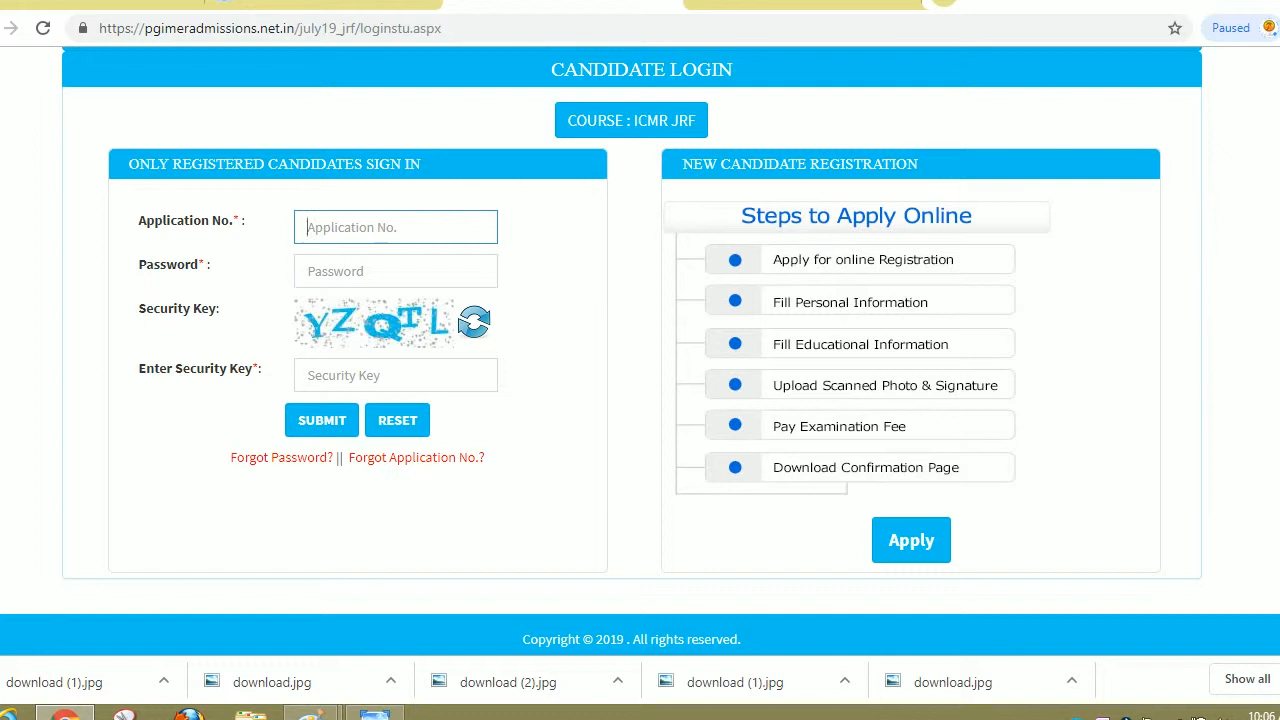 https://pgimeradmissions.net.in/july19_jrf/loginstu.aspx
Paused
CANDIDATE LOGIN
COURSE : ICMR JRF
ONLY REGISTERED CANDIDATES SIGN IN
Application No.* :
Application No.
Password* :
Password
Security Key:
YZQTL
Enter Security Key*:
Security Key
SUBMIT
RESET
Forgot Password? || Forgot Application No.?
NEW CANDIDATE REGISTRATION
Steps to Apply Online
Apply for online Registration
Fill Personal Information
Fill Educational Information
Upload Scanned Photo & Signature
Pay Examination Fee
Download Confirmation Page
Apply
Copyright © 2019 . All rights reserved.
download (1).jpg
download.jpg
download (2).jpg
download (1).jpg
download.jpg
Show all
10:06